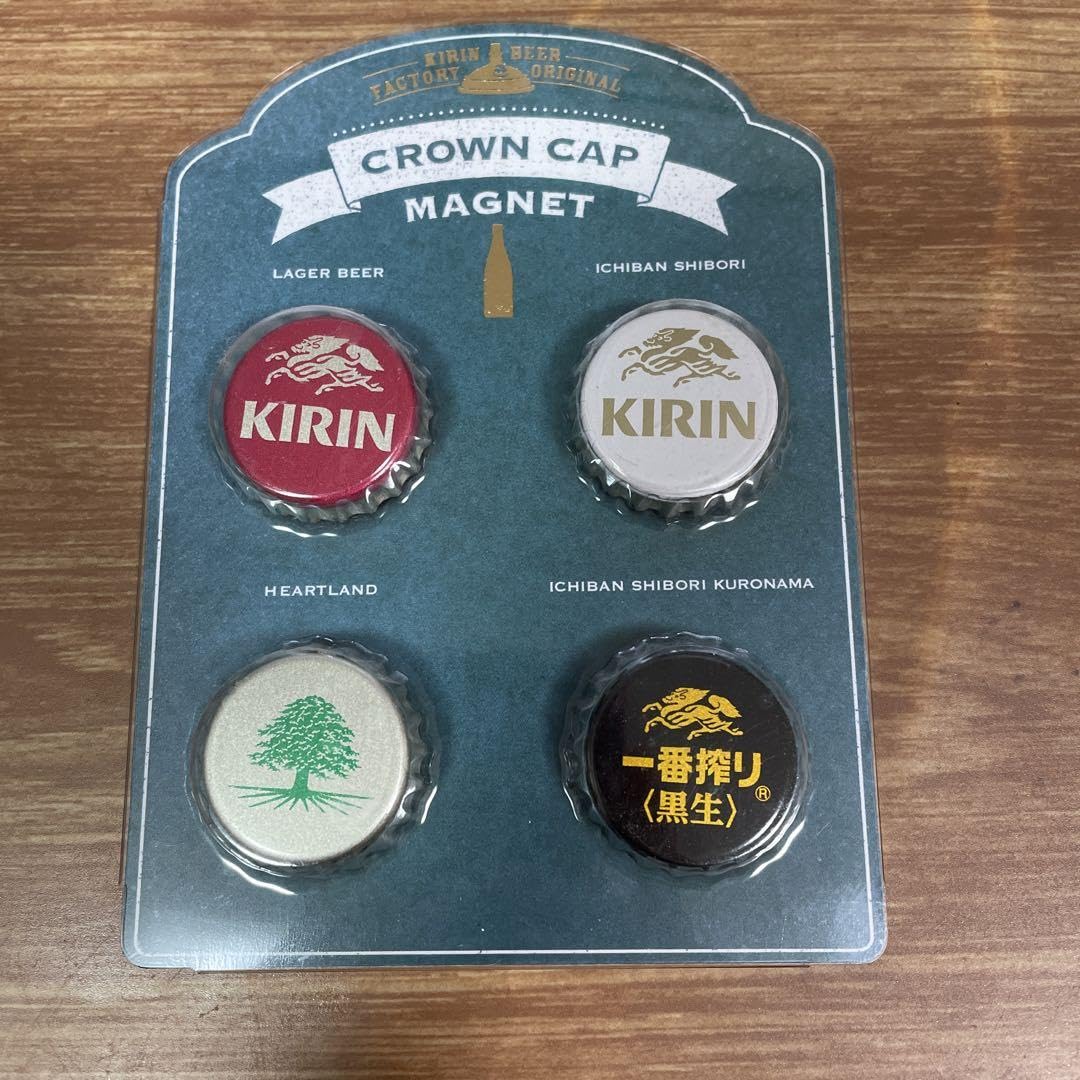 KIRIN BEER
FACTORY ORIGINAL
CROWN CAP
MAGNET
LAGER BEER
ICHIBAN SHIBORI
KIRIN
KIRIN
HEARTLAND
ICHIBAN SHIBORI KURONAMA
一番搾り®
〈黒生〉